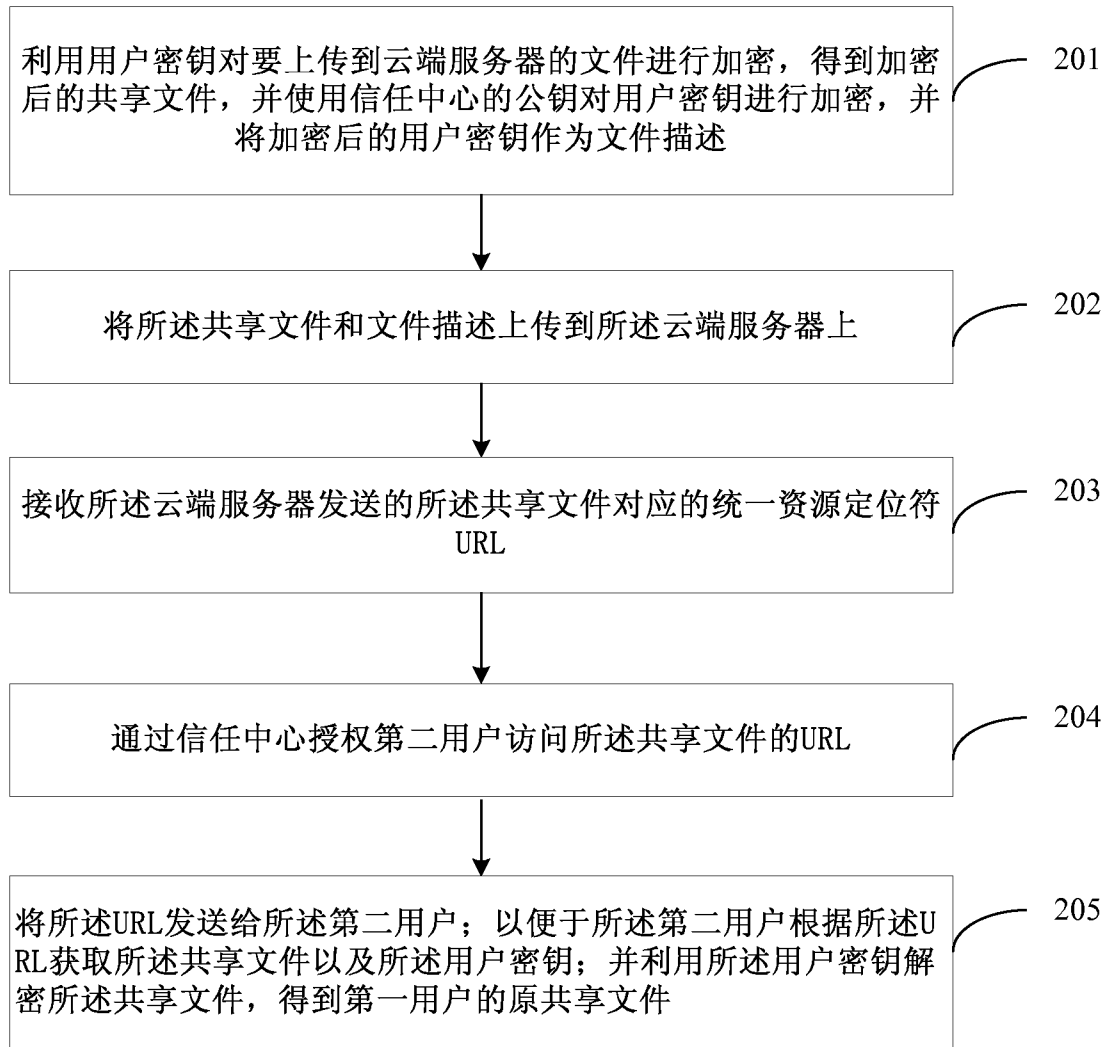 利用用户密钥对要上传到云端服务器的文件进行加密，得到加密
后的共享文件，并使用信任中心的公钥对用户密钥进行加密，并
将加密后的用户密钥作为文件描述
201
将所述共享文件和文件描述上传到所述云端服务器上
202
接收所述云端服务器发送的所述共享文件对应的统一资源定位符
URL
203
通过信任中心授权第二用户访问所述共享文件的URL
204
将所述URL发送给所述第二用户；以便于所述第二用户根据所述U
RL获取所述共享文件以及所述用户密钥；并利用所述用户密钥解
密所述共享文件，得到第一用户的原共享文件
205